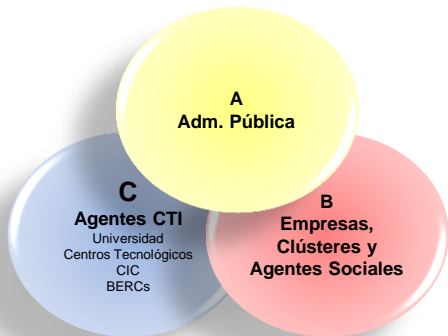 A
Adm. Pública
C
Agentes CTI
Universidad
Centros Tecnológicos
CIC
BERCs
B
Empresas,
Clústeres y
Agentes Sociales